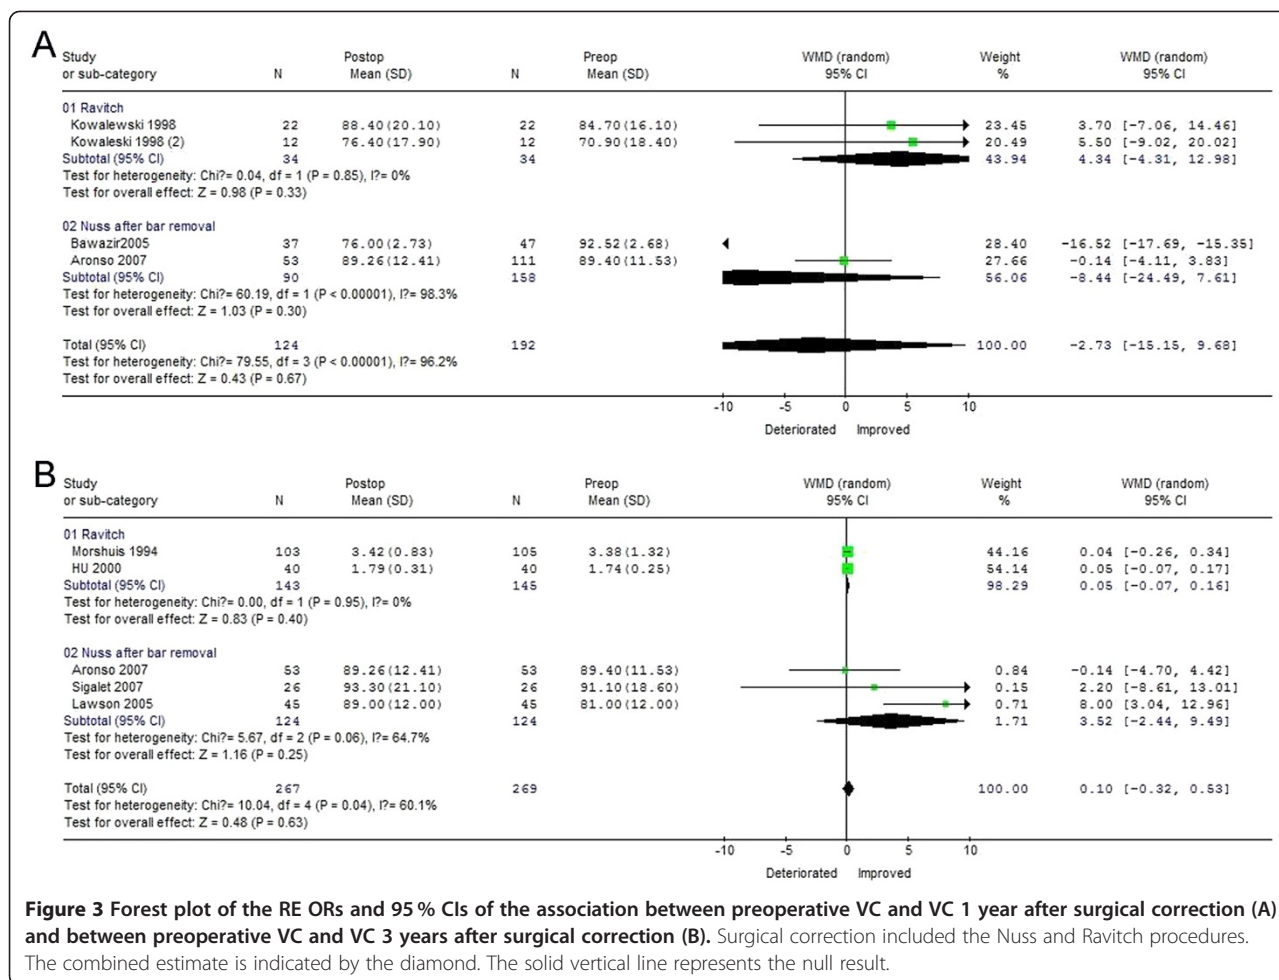 A
Study Postop Preop WMD (random) Weight WMD (random)
or sub-category N Mean (SD) N Mean (SD) 95% CI % 95% CI
01 Ravitch
Kowalewski 1998 22 88.40(20.10) 22 84.70(16.10) 23.45 3.70 [-7.06, 14.46]
Kowaleski 1998 (2) 12 76.40(17.90) 12 70.90(18.40) 20.49 5.50 [-9.02, 20.02]
Subtotal (95% CI) 34 34 43.94 4.34 [-4.31, 12.98]
Test for heterogeneity: Chi?= 0.04, df = 1 (P = 0.85), I?= 0%
Test for overall effect: Z = 0.98 (P = 0.33)
02 Nuss after bar removal
Bawazir2005 37 76.00(2.73) 47 92.52(2.68) 28.40 -16.52 [-17.69, -15.35]
Aronso 2007 53 89.26(12.41) 111 89.40(11.53) 27.66 -0.14 [-4.11, 3.83]
Subtotal (95% CI) 90 158 56.06 -8.44 [-24.49, 7.61]
Test for heterogeneity: Chi?= 60.19, df = 1 (P < 0.00001), I?= 98.3%
Test for overall effect: Z = 1.03 (P = 0.30)
Total (95% CI) 124 192 100.00 -2.73 [-15.15, 9.68]
Test for heterogeneity: Chi?= 79.55, df = 3 (P < 0.00001), I?= 96.2%
Test for overall effect: Z = 0.43 (P = 0.67)
-10 -5 0 5 10
Deteriorated Improved
B
Study Postop Preop WMD (random) Weight WMD (random)
or sub-category N Mean (SD) N Mean (SD) 95% CI % 95% CI
01 Ravitch
Morshuis 1994 103 3.42(0.83) 105 3.38(1.32) 44.16 0.04 [-0.26, 0.34]
HU 2000 40 1.79(0.31) 40 1.74(0.25) 54.14 0.05 [-0.07, 0.17]
Subtotal (95% CI) 143 145 98.29 0.05 [-0.07, 0.16]
Test for heterogeneity: Chi?= 0.00, df = 1 (P = 0.95), I?= 0%
Test for overall effect: Z = 0.83 (P = 0.40)
02 Nuss after bar removal
Aronso 2007 53 89.26(12.41) 53 89.40(11.53) 0.84 -0.14 [-4.70, 4.42]
Sigalet 2007 26 93.30(21.10) 26 91.10(18.60) 0.15 2.20 [-8.61, 13.01]
Lawson 2005 45 89.00(12.00) 45 81.00(12.00) 0.71 8.00 [3.04, 12.96]
Subtotal (95% CI) 124 124 1.71 3.52 [-2.44, 9.49]
Test for heterogeneity: Chi?= 5.67, df = 2 (P = 0.06), I?= 64.7%
Test for overall effect: Z = 1.16 (P = 0.25)
Total (95% CI) 267 269 100.00 0.10 [-0.32, 0.53]
Test for heterogeneity: Chi?= 10.04, df = 4 (P = 0.04), I?= 60.1%
Test for overall effect: Z = 0.48 (P = 0.63)
-10 -5 0 5 10
Deteriorated Improved
Figure 3 Forest plot of the RE ORs and 95 % CIs of the association between preoperative VC and VC 1 year after surgical correction (A)
and between preoperative VC and VC 3 years after surgical correction (B). Surgical correction included the Nuss and Ravitch procedures.
The combined estimate is indicated by the diamond. The solid vertical line represents the null result.